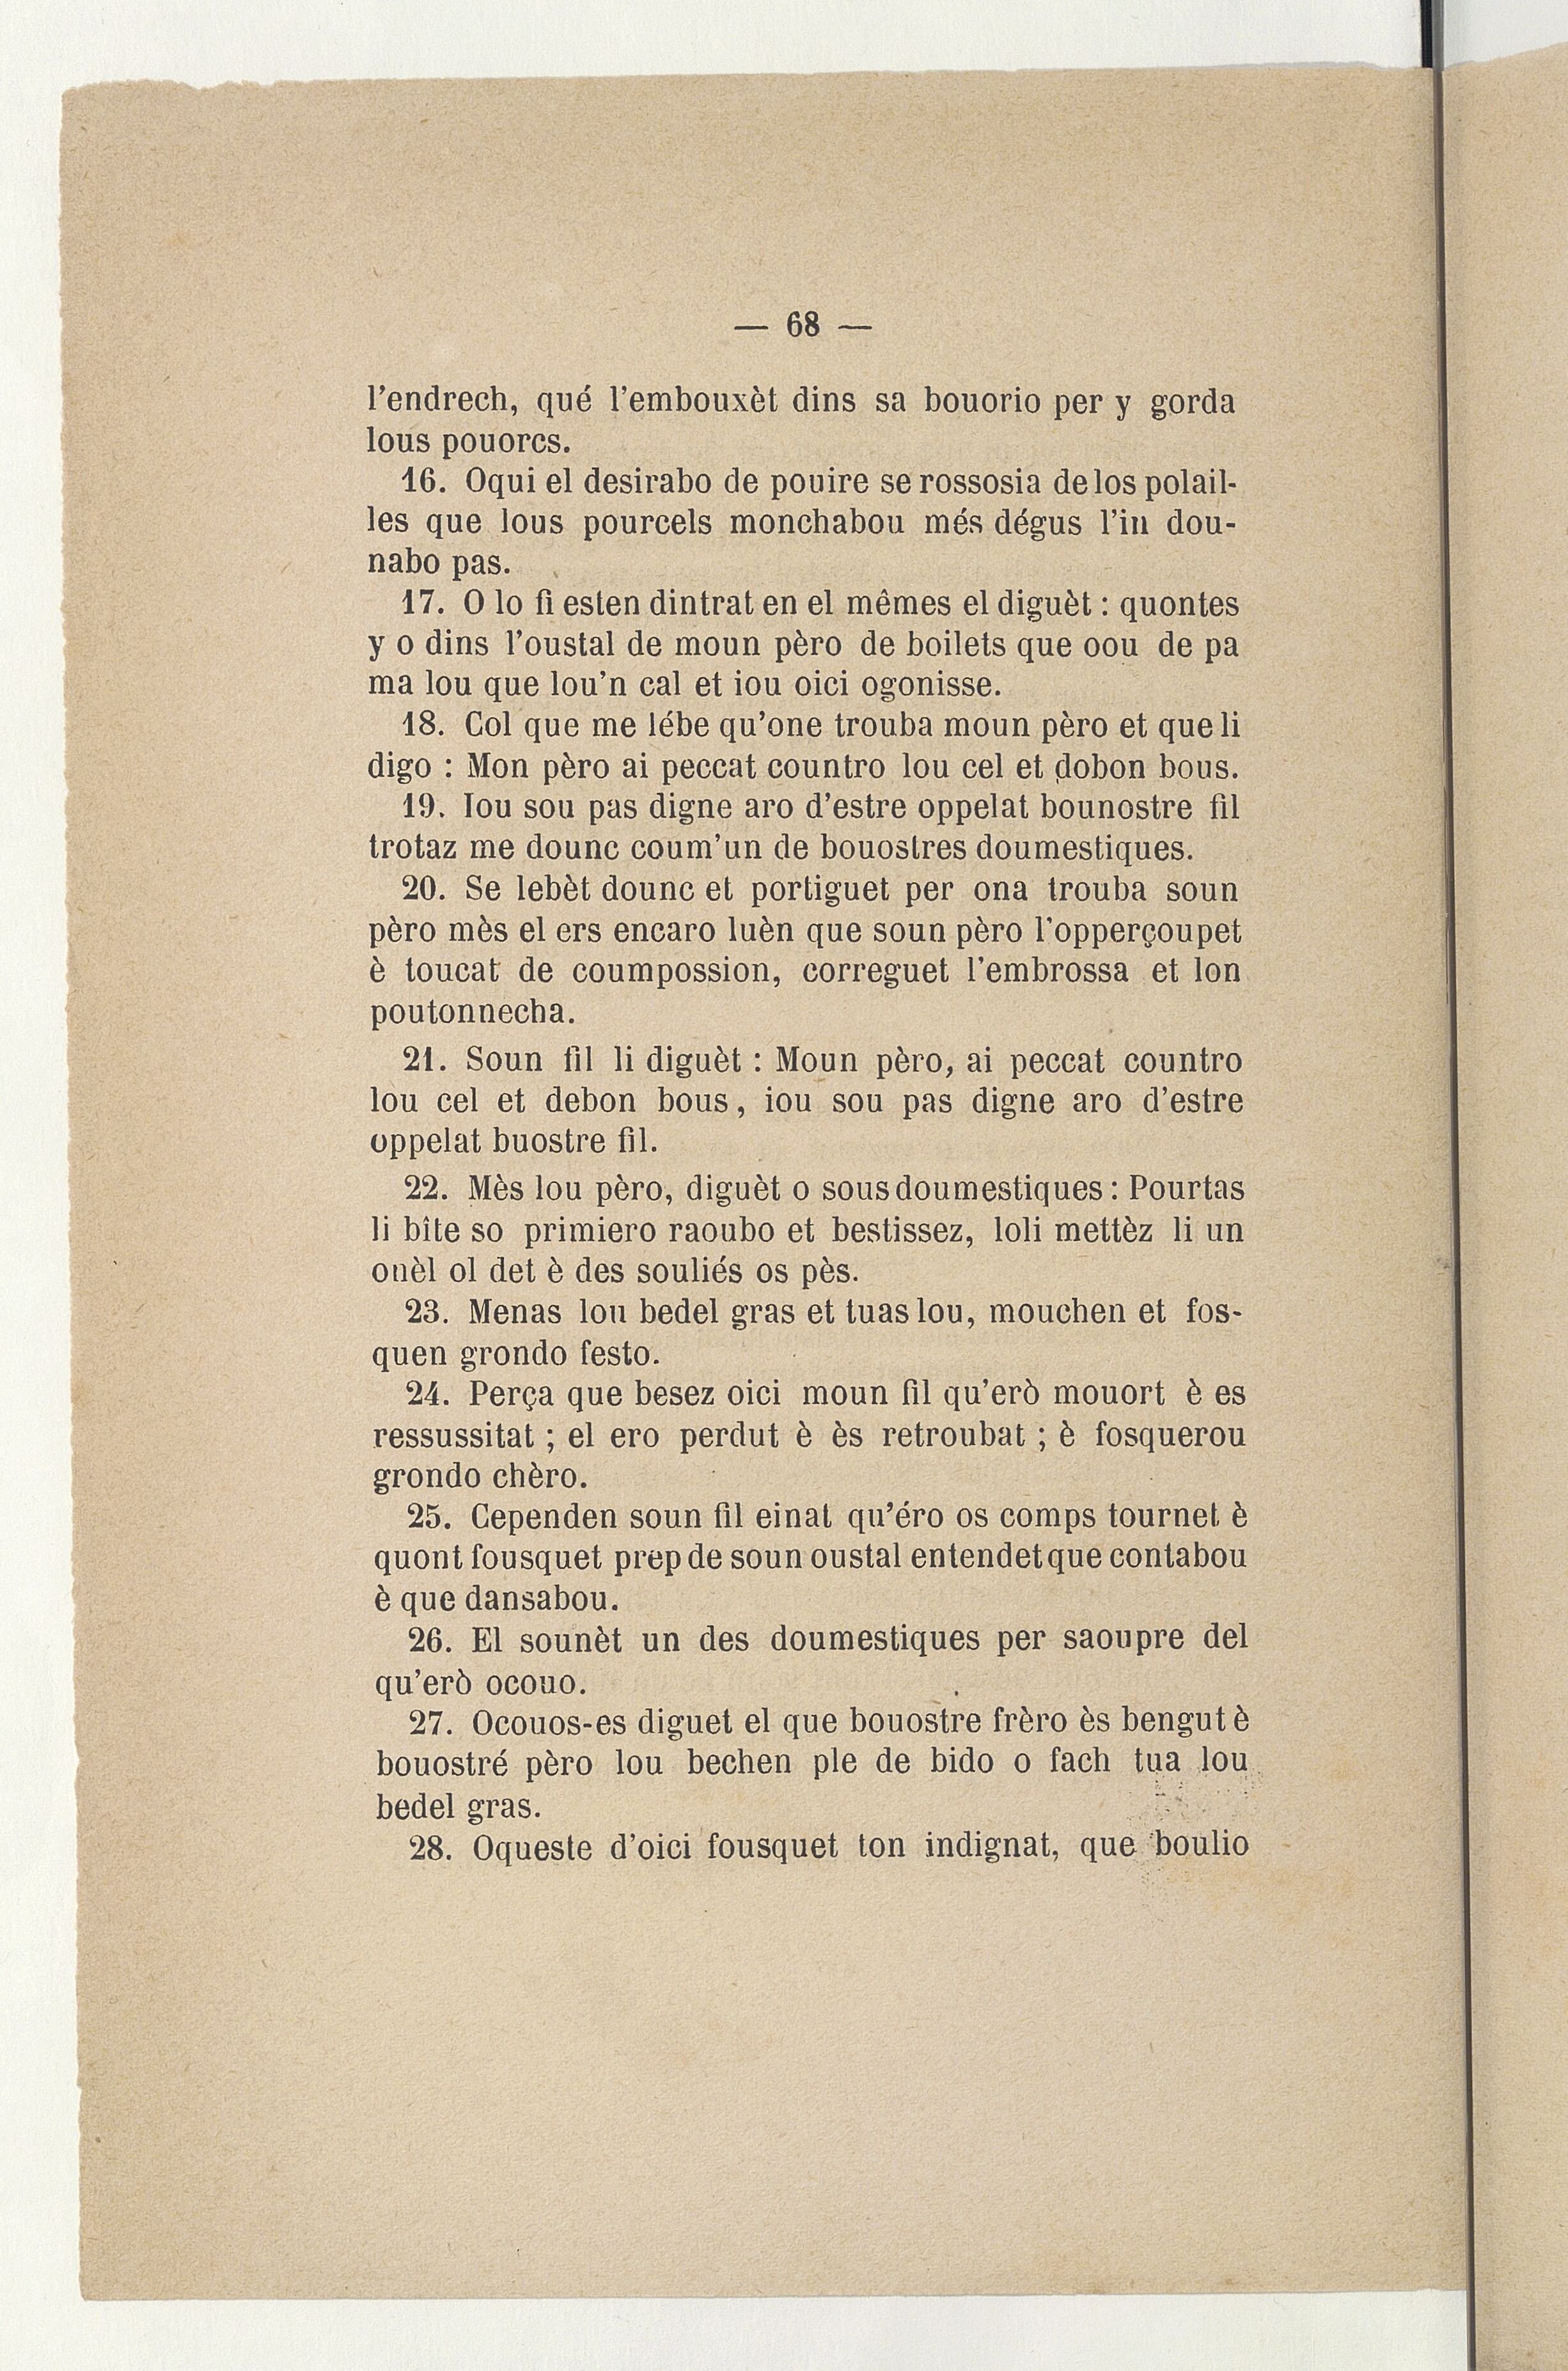 — 68 —
l'endrech, qué l'embouxèt dins sa bouorio per y gorda
lous pouorcs.
16. Oqui el desirabo de pouire se rossosia de los polail-
les que lous pourcels monchabou més dégus l'in dou-
nabo pas.
17. O lo fi esten dintrat en el mêmes el diguèt : quontes
y o dins l'oustal de moun pèro de boilets que oou de pa
ma lou que lou'n cal et iou oici ogonisse.
18. Col que me lébe qu'one trouba moun pèro et que li
digo : Mon pèro ai peccat countro lou cel et dobon bous.
19. Iou sou pas digne aro d'estre oppelat bounostre fil
trotaz me dounc coum'un de bouostres doumestiques.
20. Se lebèt dounc et portiguet per ona trouba soun
pèro mès el ers encaro luèn que soun pèro l'opperçoupet
è toucat de coumpossion, correguet l'embrossa et lon
poutonnecha.
21. Soun fil li diguèt : Moun pèro, ai peccat countro
lou cel et debon bous, iou sou pas digne aro d'estre
oppelat buostre fil.
22. Mès lou pèro, diguèt o sous doumestiques : Pourtas
li bîte so primiero raoubo et bestissez, loli mettèz li un
onèl ol det è des souliés os pès.
23. Menas lou bedel gras et tuas lou, mouchen et fos-
quen grondo festo.
24. Perça que besez oici moun fil qu'erò mouort è es
ressussitat ; el ero perdut è ès retroubat ; è fosquerou
grondo chèro.
25. Cependen soun fil einat qu'éro os comps tournet è
quont fousquet prep de soun oustal entendet que contabou
è que dansabou.
26. El sounèt un des doumestiques per saoupre del
qu'erò ocouo.
27. Ocouos-es diguet el que bouostre frèro ès bengut è
bouostré pèro lou bechen ple de bido o fach tua lou
bedel gras.
28. Oqueste d'oici fousquet ton indignat, que boulio